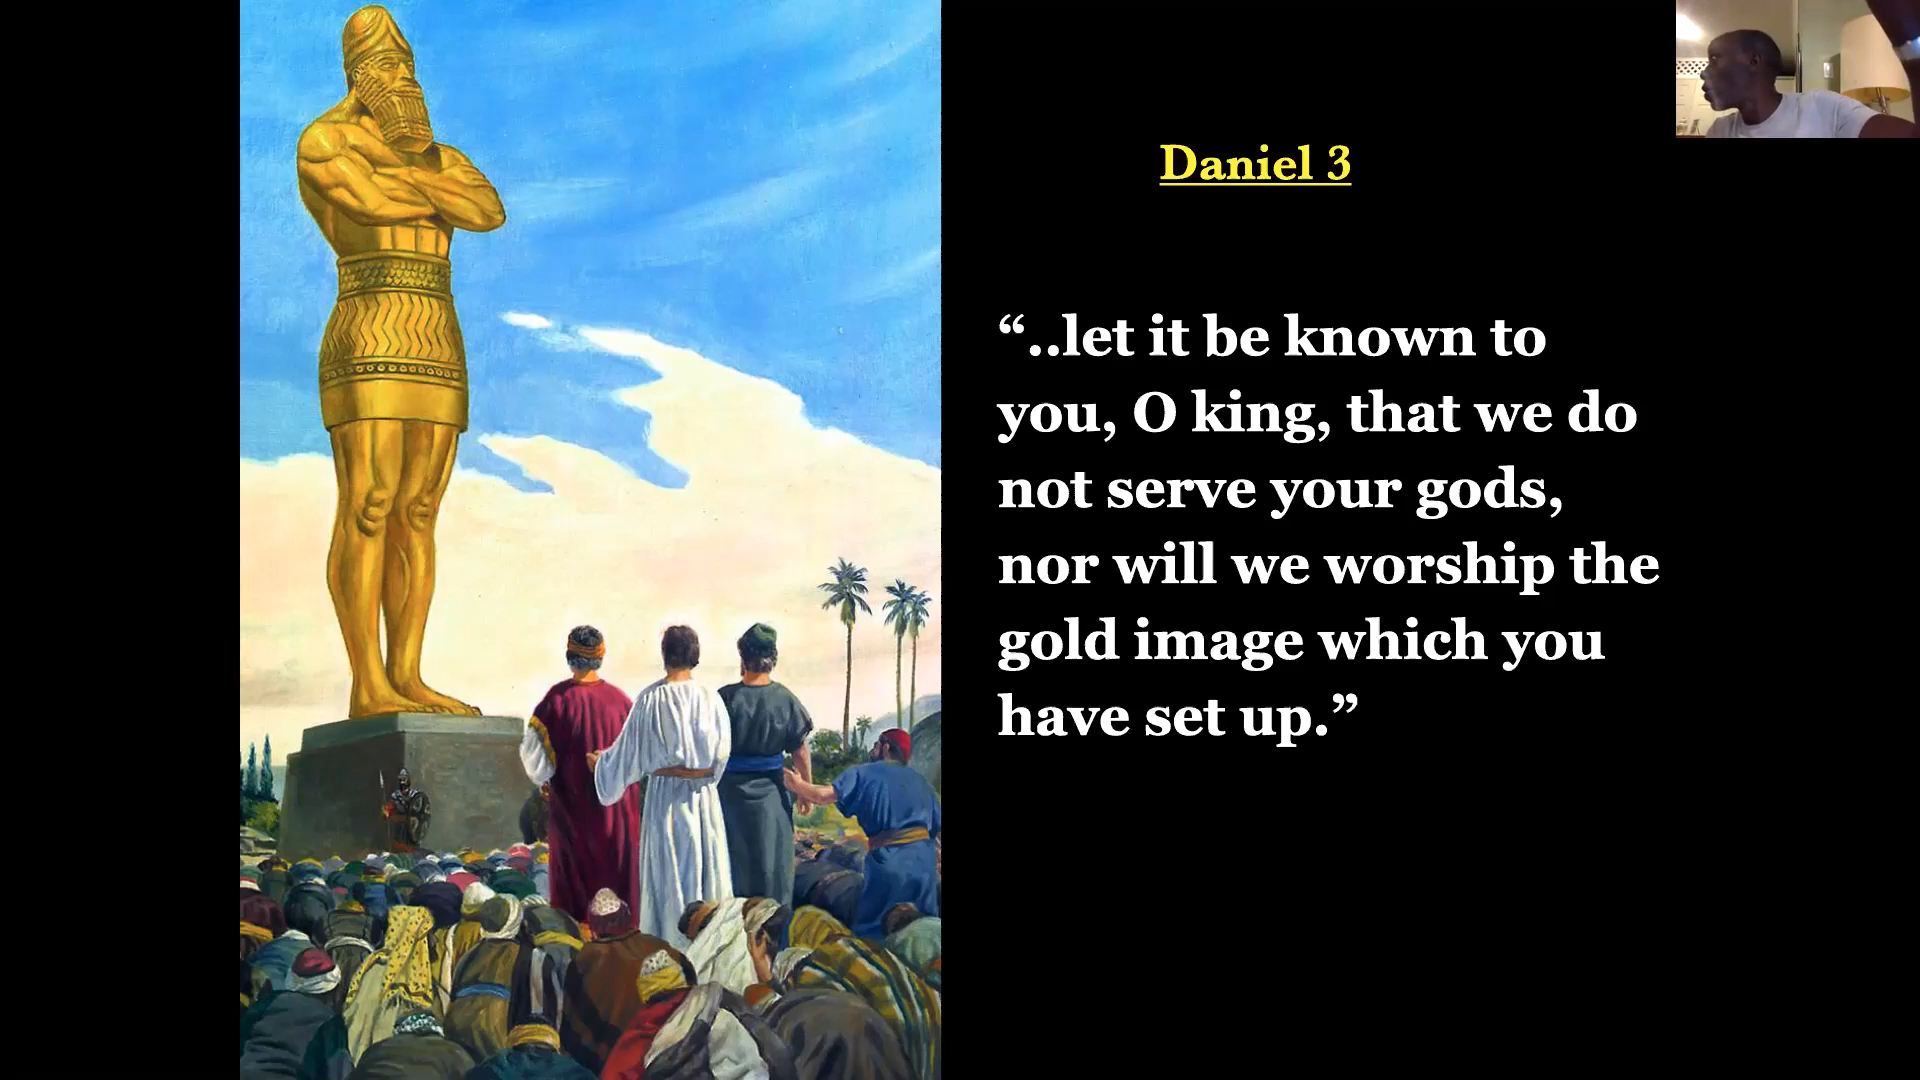 Daniel 3
“..let it be known to
you, O king, that we do
not serve your gods,
nor will we worship the
gold image which you
have set up.”